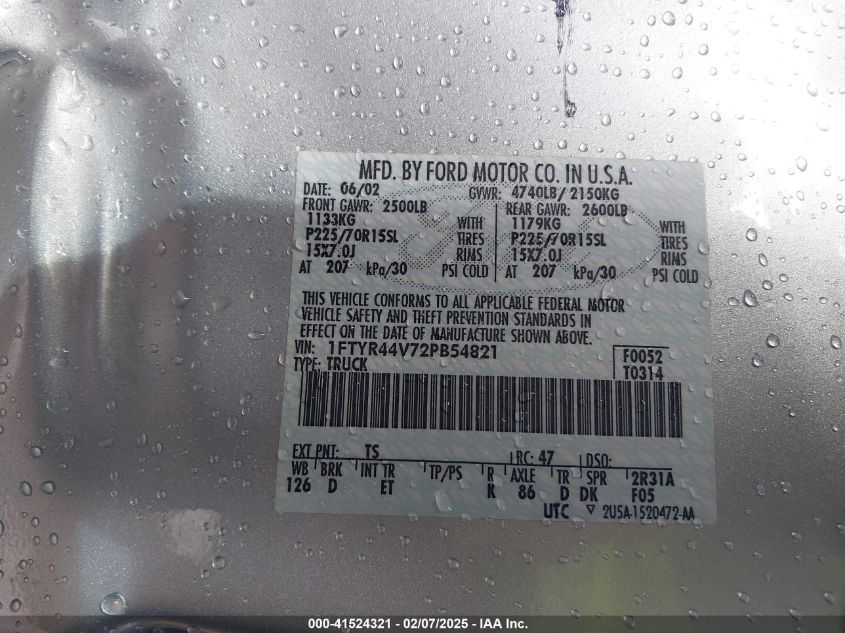 MFD. BY FORD MOTOR CO. IN U.S.A.
DATE: 06/02 GVWR: 4740LB/ 2150KG
FRONT GAWR: 2500LB REAR GAWR: 2600LB
1133KG WITH 1179KG WITH
P225/70R15SL TIRES P225/70R15SL TIRES
15X7.0J RIMS 15X7.0J RIMS
AT 207 kPa/30 PSI COLD AT 207 kPa/30 PSI COLD
THIS VEHICLE CONFORMS TO ALL APPLICABLE FEDERAL MOTOR
VEHICLE SAFETY AND THEFT PREVENTION STANDARDS IN
EFFECT ON THE DATE OF MANUFACTURE SHOWN ABOVE.
VIN: 1FTYR44V72PB54821 F0052
TYPE: TRUCK T0314
EXT PNT: TS RC: 47 DSO:
WB BRK INT TR TP/PS R AXLE TR SPR 2R31A
126 D ET K 86 D DK F05
UTC ▽ 2U5A-1520472-AA
000-41524321 | 02/07/2025 - IAA Inc.